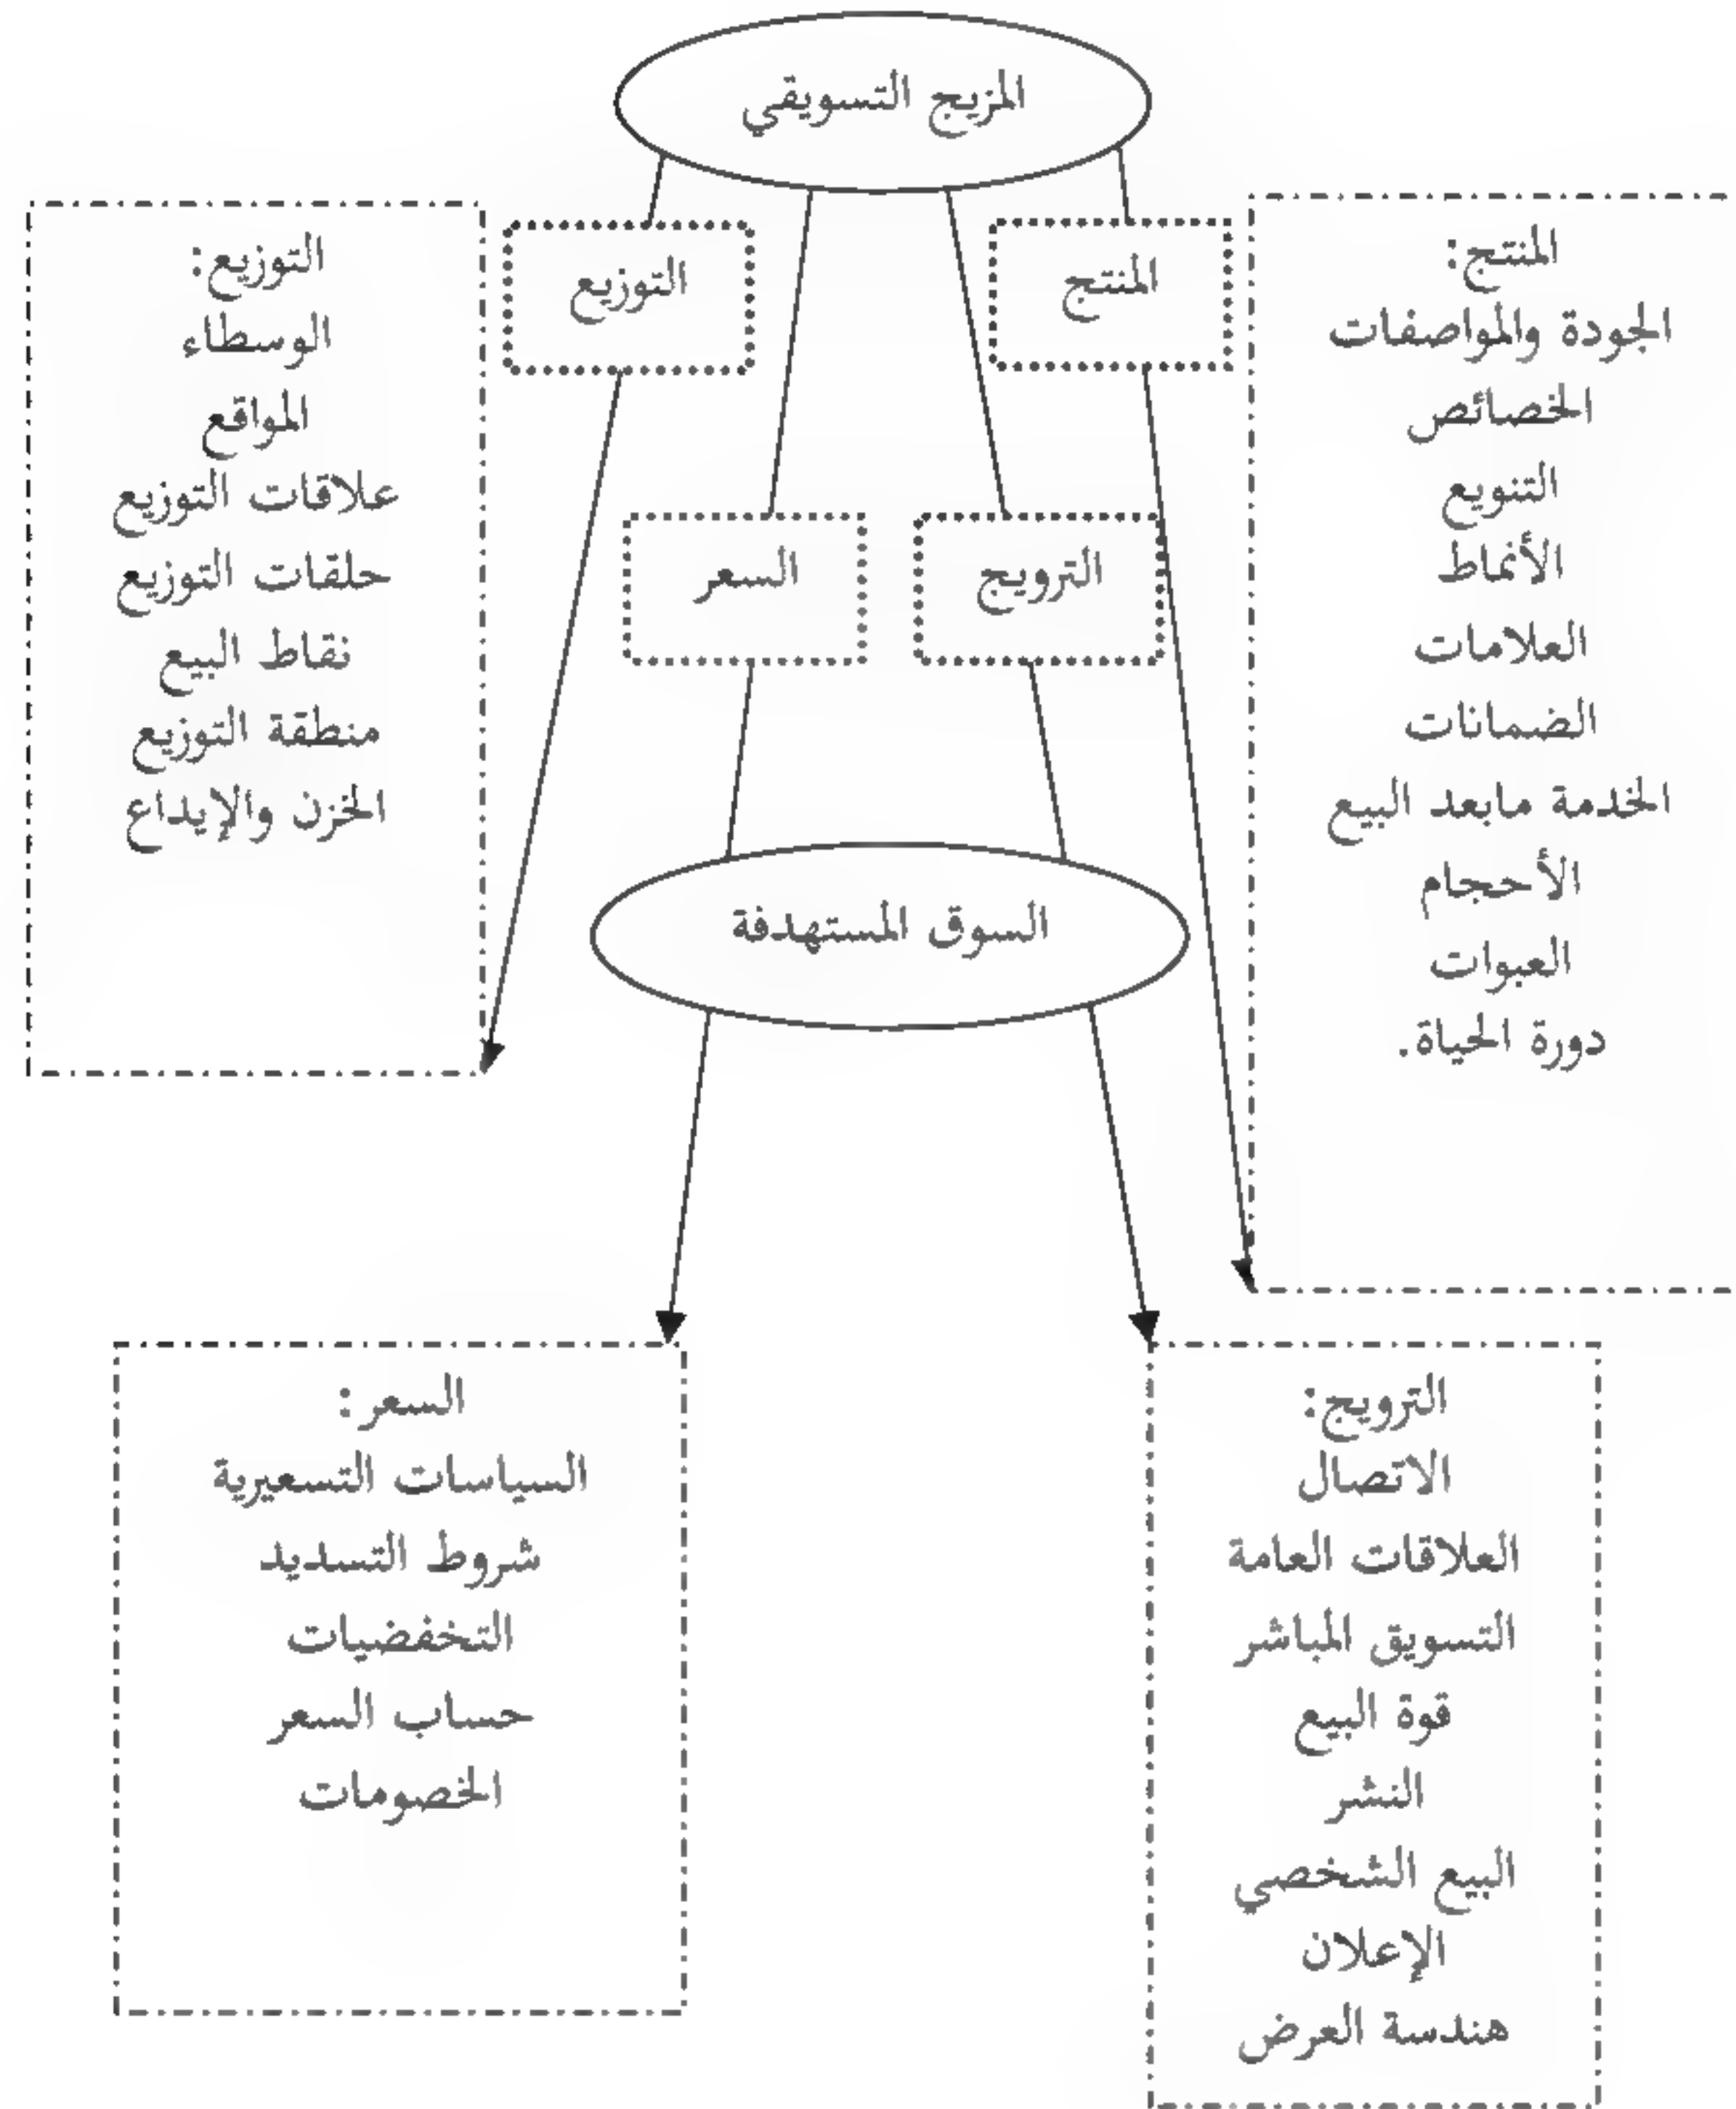 المزيج التسويقي
المنتج
التوزيع
الترويج
السعر
السوق المستهدفة
المنتج:
الجودة والمواصفات
الخصائص
التنويع
الأنماط
العلامات
الضمانات
الخدمة مابعد البيع
الأحجام
العبوات
دورة الحياة.
التوزيع:
الوسطاء
المواقع
علاقات التوزيع
حلقات التوزيع
نقاط البيع
منطقة التوزيع
الخزن والإيداع
الترويج:
الاتصال
العلاقات العامة
التسويق المباشر
قوة البيع
النشر
البيع الشخصي
الإعلان
هندسة العرض
السعر:
السياسات التسعيرية
شروط التسديد
التخفضيات
حساب السعر
الخصومات